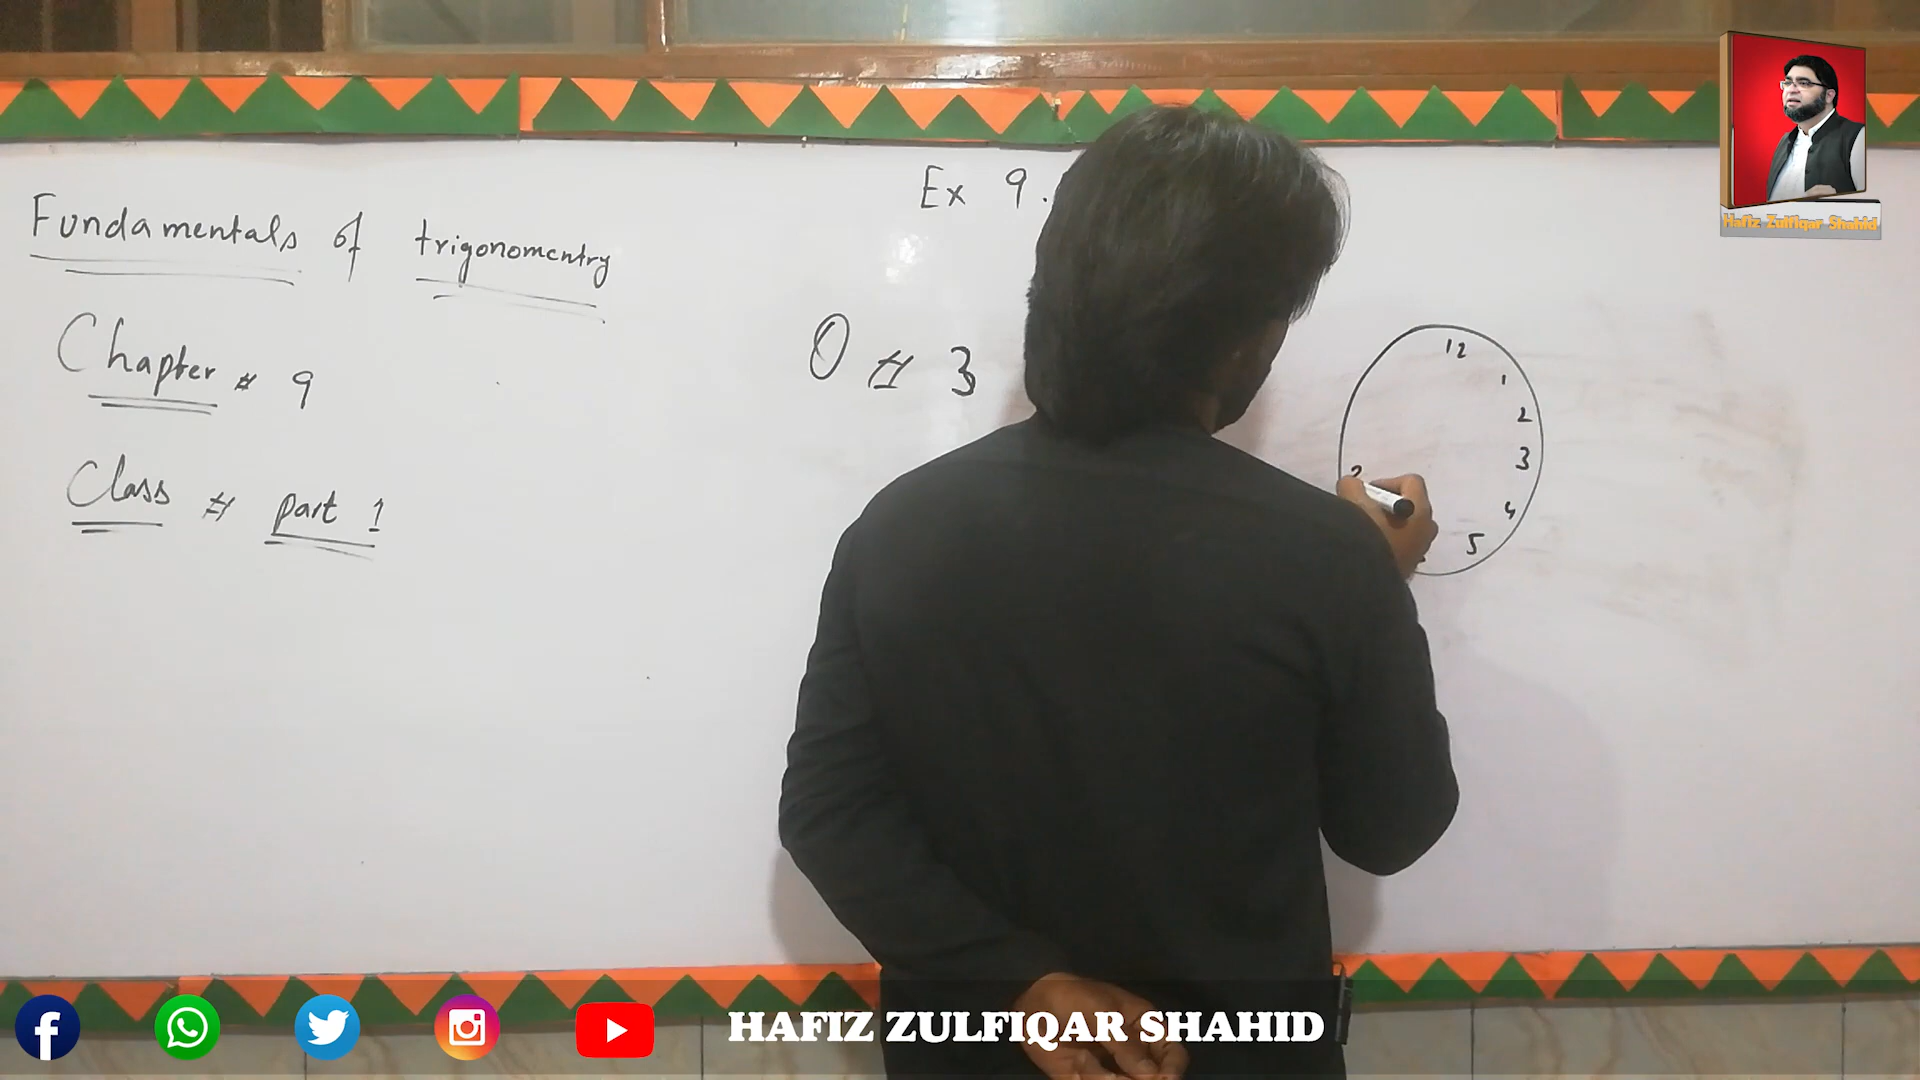 Fundamentals of trigonomentry
Chapter # 9
Class # part 1
Ex 9.
Q # 3
12
1
2
3
4
5
Hafiz Zulfiqar Shahid
HAFIZ ZULFIQAR SHAHID